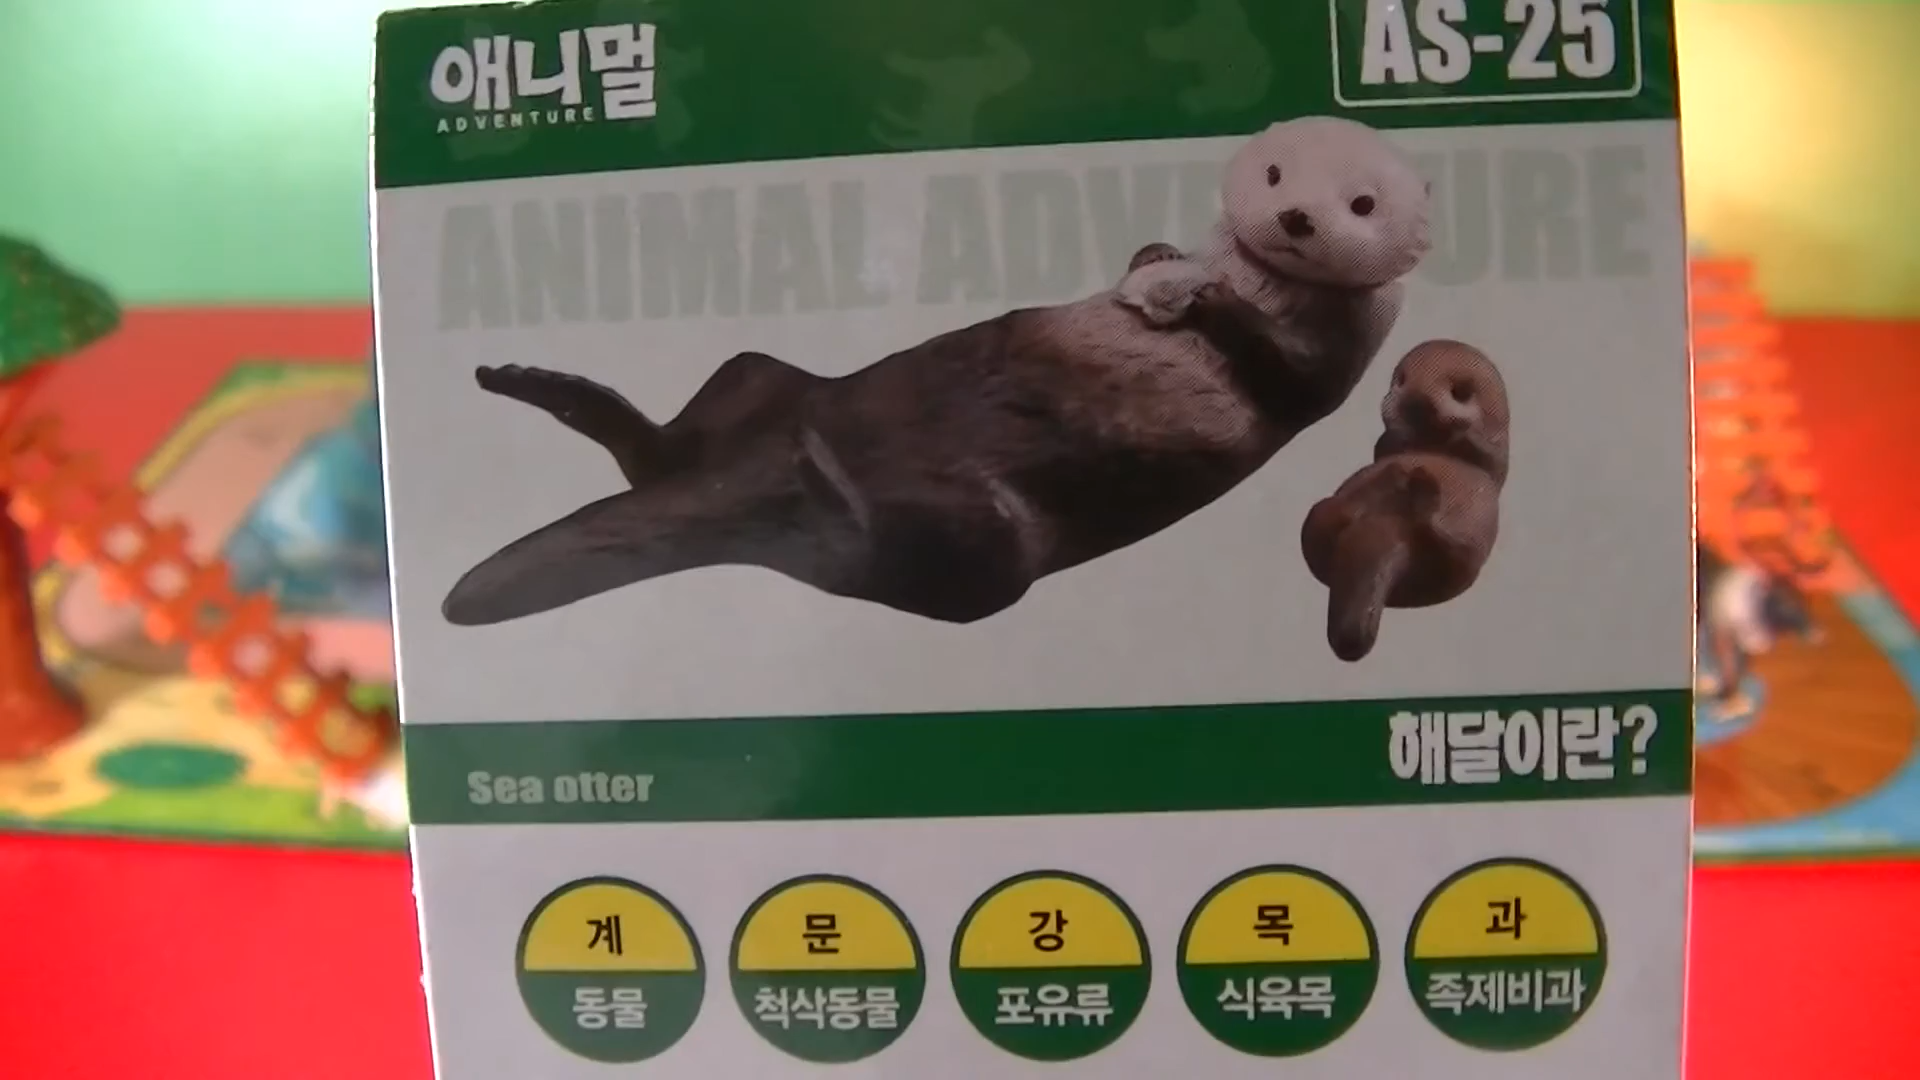 애니멀
ADVENTURE
AS-25
ANIMAL ADVENTURE
해달이란?
Sea otter
계 문 강 목 과
동물 척삭동물 포유류 식육목 족제비과